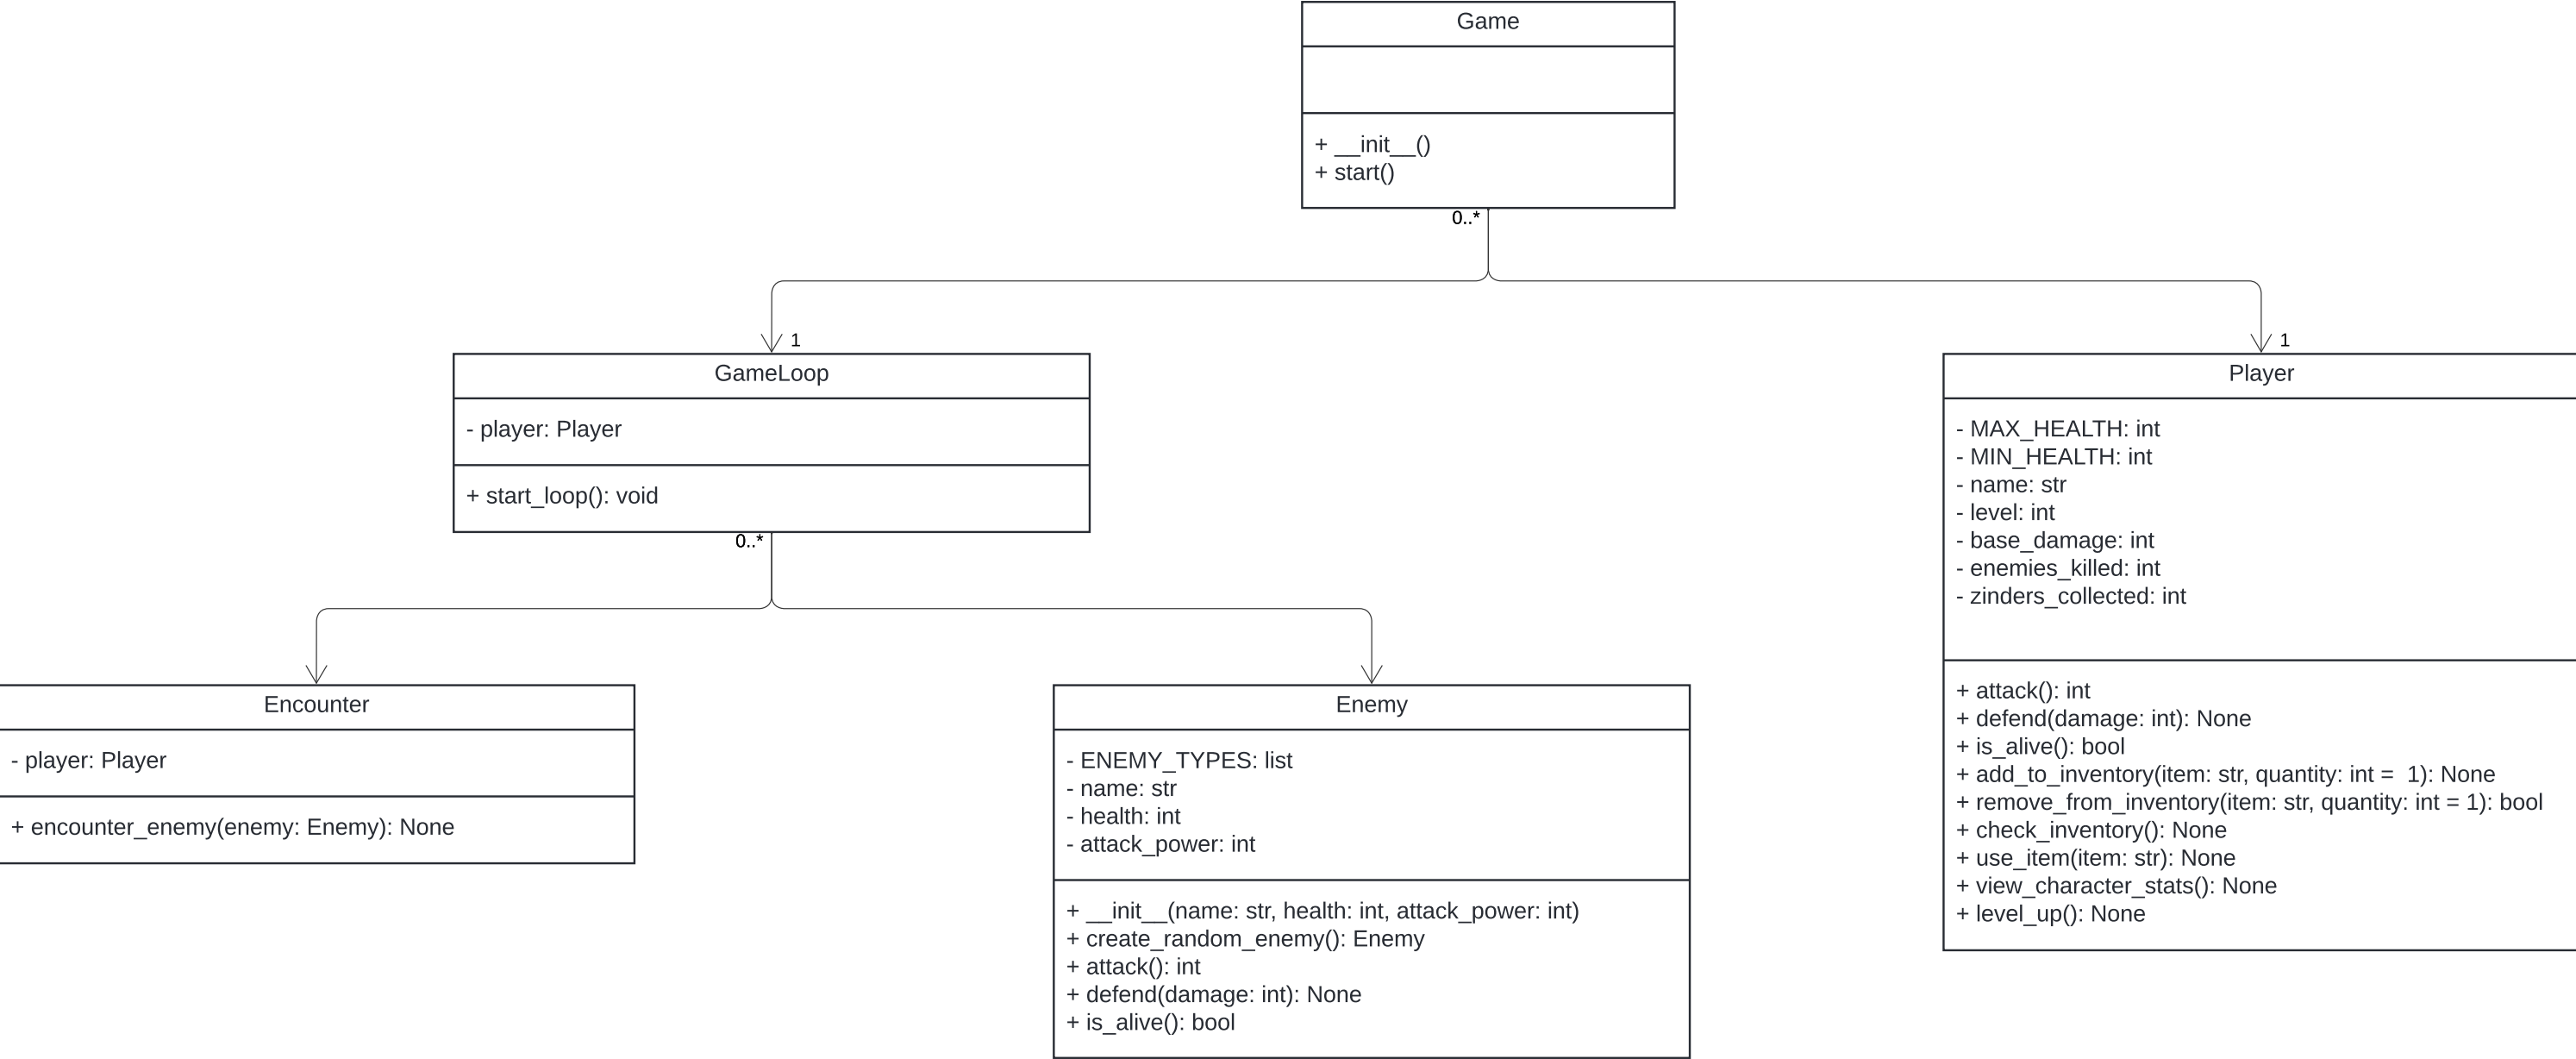 Game
+ __init__()
+ start()
0..*
1
1
GameLoop
- player: Player
+ start_loop(): void
0..*
Player
- MAX_HEALTH: int
- MIN_HEALTH: int
- name: str
- level: int
- base_damage: int
- enemies_killed: int
- zinders_collected: int
+ attack(): int
+ defend(damage: int): None
+ is_alive(): bool
+ add_to_inventory(item: str, quantity: int =  1): None
+ remove_from_inventory(item: str, quantity: int = 1): bool
+ check_inventory(): None
+ use_item(item: str): None
+ view_character_stats(): None
+ level_up(): None
Encounter
- player: Player
+ encounter_enemy(enemy: Enemy): None
Enemy
- ENEMY_TYPES: list
- name: str
- health: int
- attack_power: int
+ __init__(name: str, health: int, attack_power: int)
+ create_random_enemy(): Enemy
+ attack(): int
+ defend(damage: int): None
+ is_alive(): bool